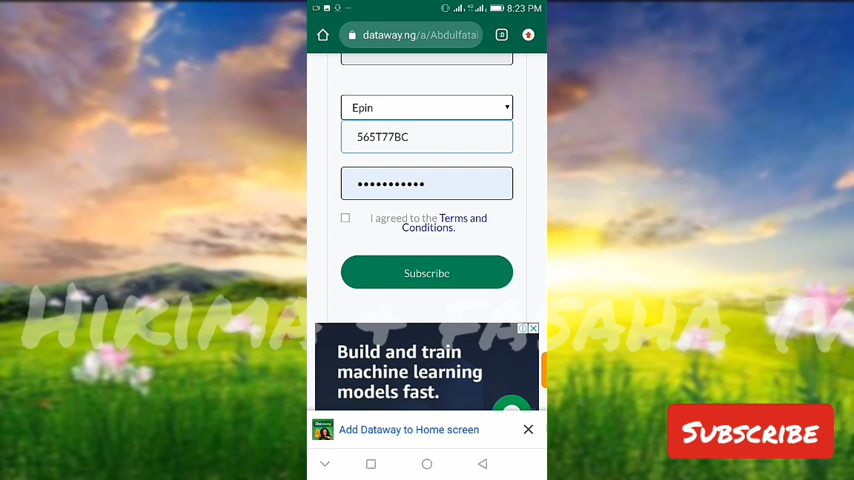 8:23 PM
dataway.ng/a/Abdulfatai
Epin
565T77BC
•••••••••••
I agreed to the Terms and
Conditions.
Subscribe
HIKIMA & FASAHA TV
Build and train
machine learning
models fast.
SUBSCRIBE
Add Dataway to Home screen